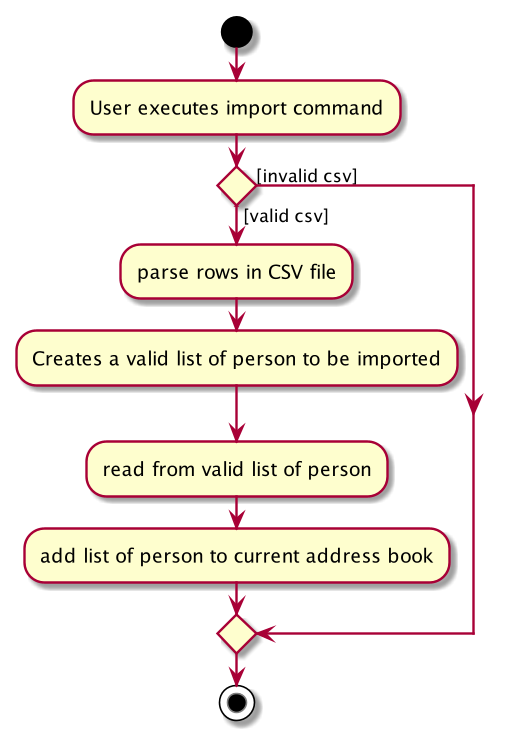 User executes import command
[invalid csv]
[valid csv]
parse rows in CSV file
Creates a valid list of person to be imported
read from valid list of person
add list of person to current address book